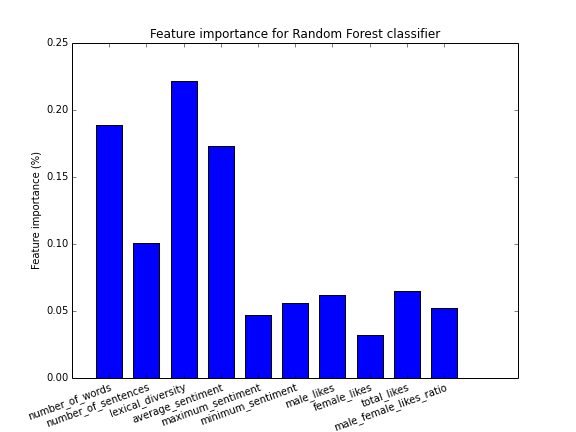 Feature importance for Random Forest classifier
Feature importance (%)
0.25
0.20
0.15
0.10
0.05
0.00
number_of_words
number_of_sentences
lexical_diversity
average_sentiment
maximum_sentiment
minimum_sentiment
male_likes
female_likes
total_likes
male_female_likes_ratio